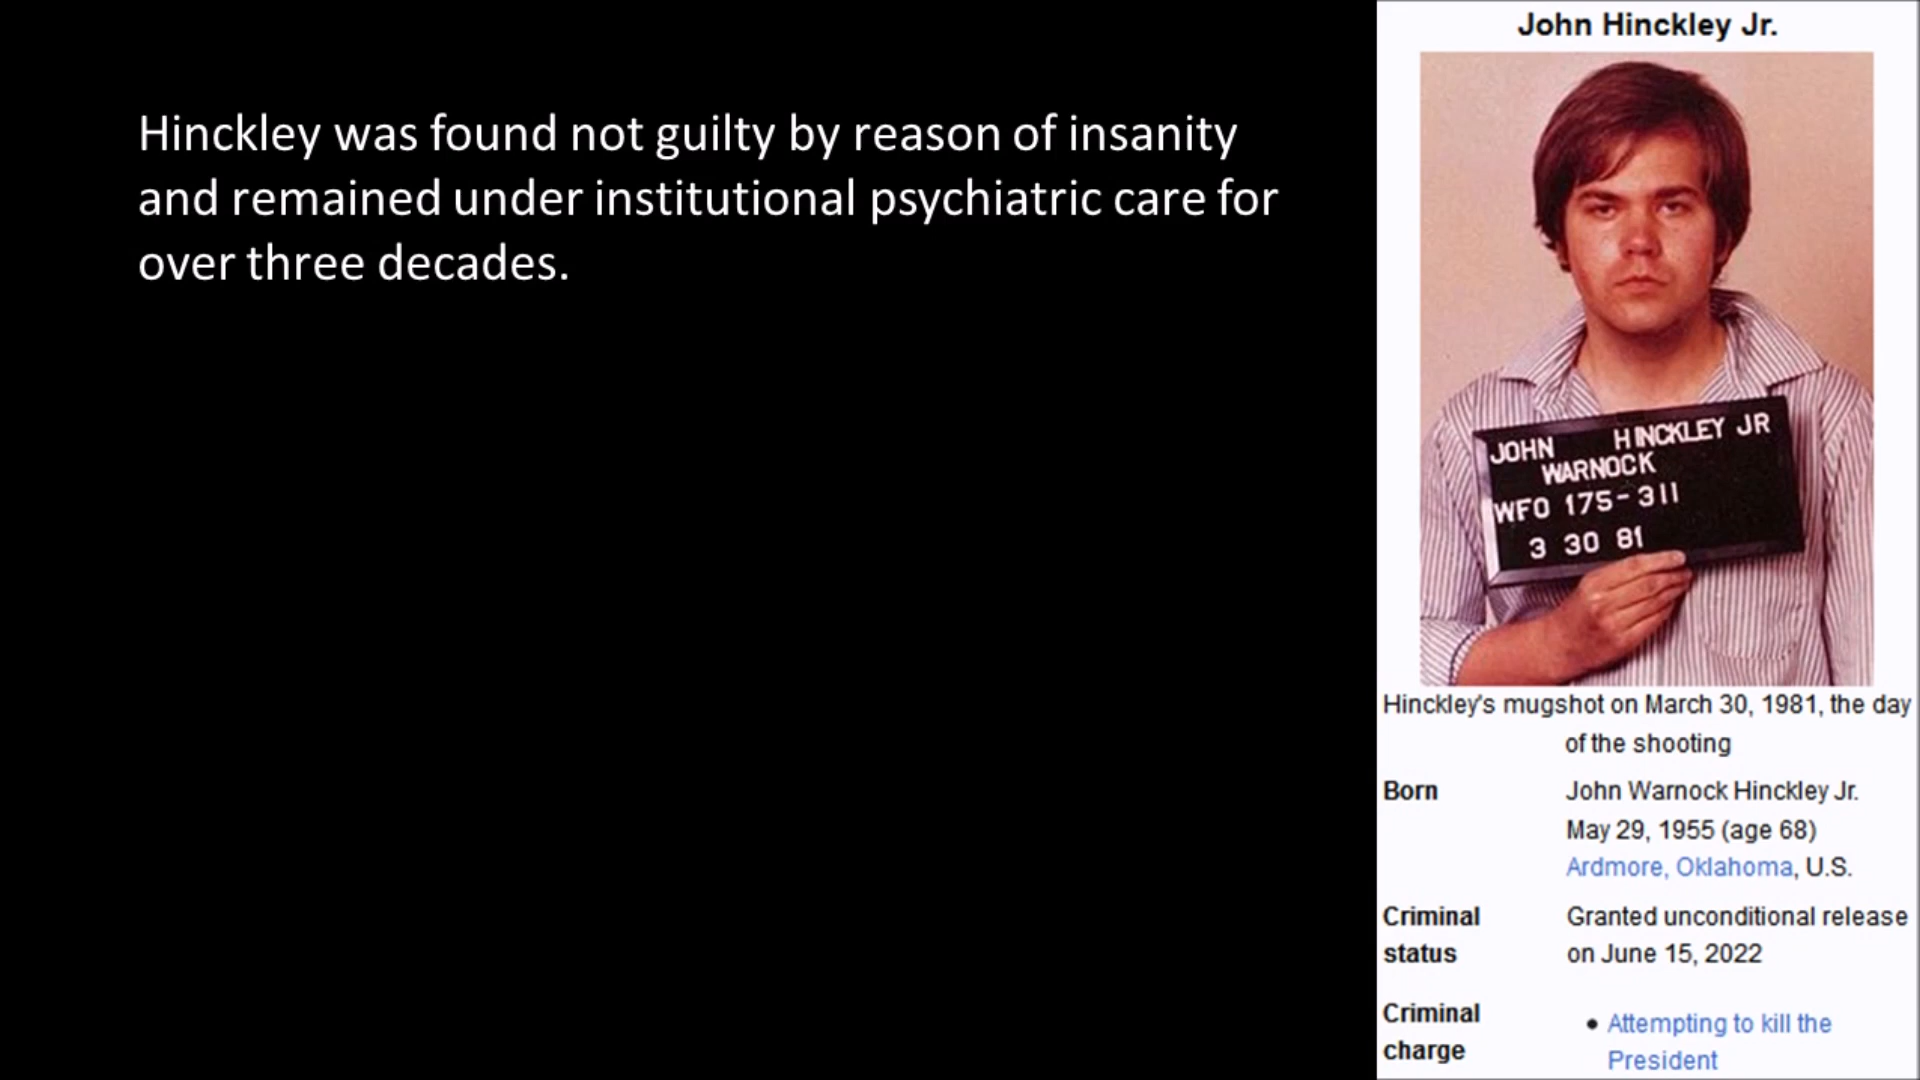 Hinckley was found not guilty by reason of insanity
and remained under institutional psychiatric care for
over three decades.
John Hinckley Jr.
JOHN HINCKLEY JR
WARNOCK
WFO 175-311
3 30 81
Hinckley's mugshot on March 30, 1981, the day
of the shooting
Born John Warnock Hinckley Jr.
May 29, 1955 (age 68)
Ardmore, Oklahoma, U.S.
Criminal Granted unconditional release
status on June 15, 2022
Criminal • Attempting to kill the
charge President